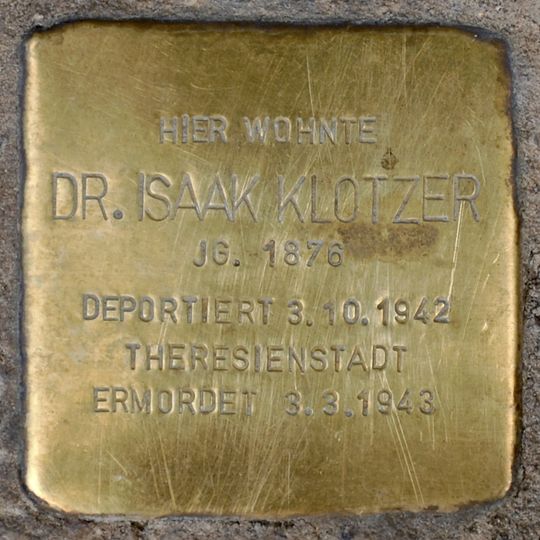 HIER WOHNTE
DR. ISAAK KLOTZER
JG. 1876
DEPORTIERT 3.10.1942
THERESIENSTADT
ERMORDET 3.3.1943